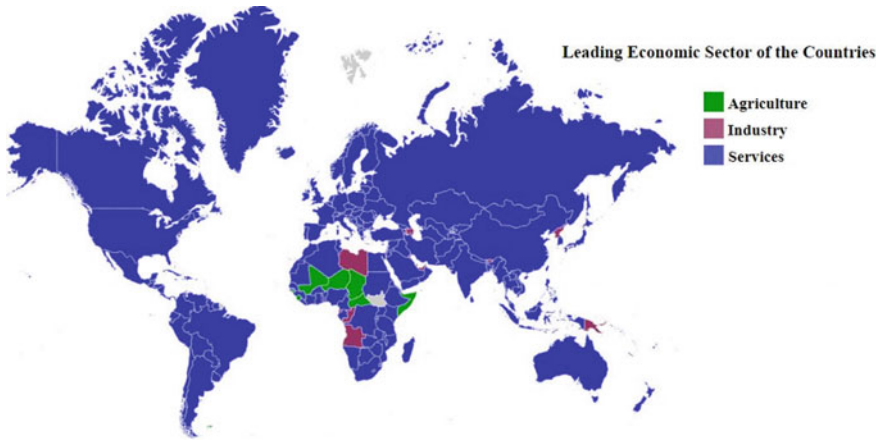 Leading Economic Sector of the Countries
Agriculture
Industry
Services